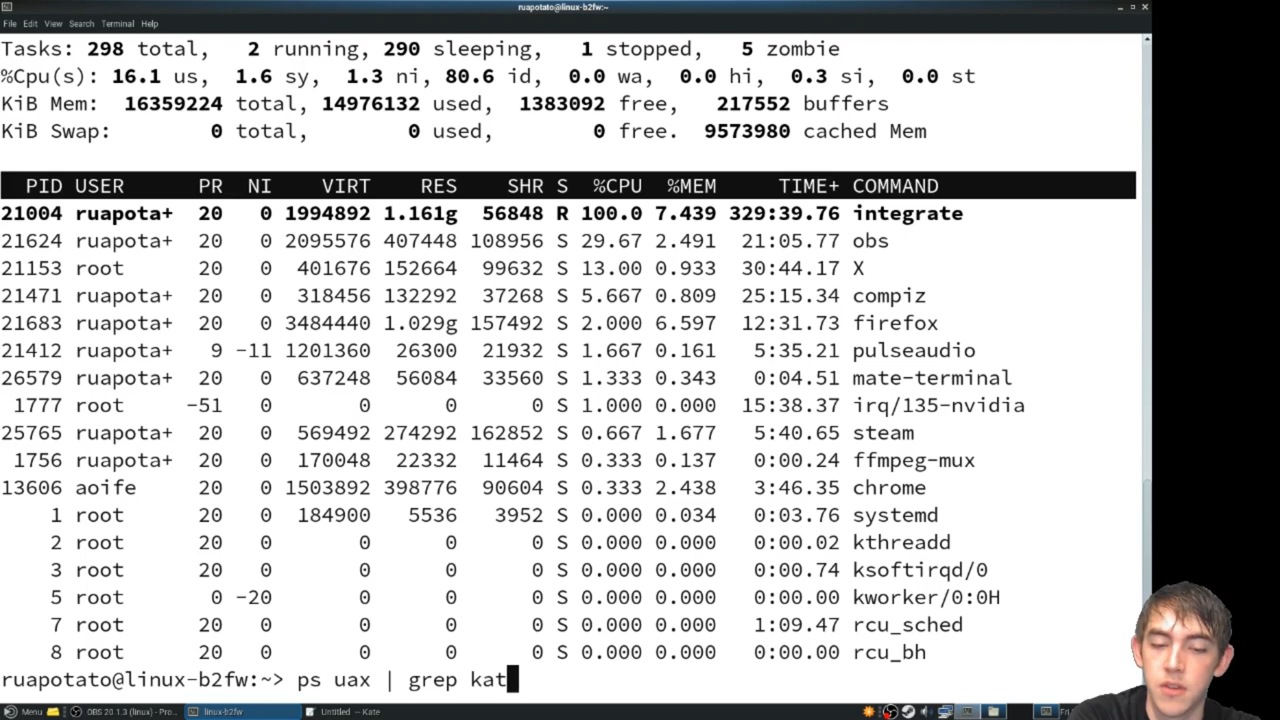 ruapotato@linux-b2fw:~
File Edit View Search Terminal Help
Tasks: 298 total, 2 running, 290 sleeping, 1 stopped, 5 zombie
%Cpu(s): 16.1 us, 1.6 sy, 1.3 ni, 80.6 id, 0.0 wa, 0.0 hi, 0.3 si, 0.0 st
KiB Mem: 16359224 total, 14976132 used, 1383092 free, 217552 buffers
KiB Swap: 0 total, 0 used, 0 free. 9573980 cached Mem
PID USER PR NI VIRT RES SHR S %CPU %MEM TIME+ COMMAND
21004 ruapota+ 20 0 1994892 1.161g 56848 R 100.0 7.439 329:39.76 integrate
21624 ruapota+ 20 0 2095576 407448 108956 S 29.67 2.491 21:05.77 obs
21153 root 20 0 401676 152664 99632 S 13.00 0.933 30:44.17 X
21471 ruapota+ 20 0 318456 132292 37268 S 5.667 0.809 25:15.34 compiz
21683 ruapota+ 20 0 3484440 1.029g 157492 S 2.000 6.597 12:31.73 firefox
21412 ruapota+ 9 -11 1201360 26300 21932 S 1.667 0.161 5:35.21 pulseaudio
26579 ruapota+ 20 0 637248 56084 33560 S 1.333 0.343 0:04.51 mate-terminal
1777 root -51 0 0 0 0 S 1.000 0.000 15:38.37 irq/135-nvidia
25765 ruapota+ 20 0 569492 274292 162852 S 0.667 1.677 5:40.65 steam
1756 ruapota+ 20 0 170048 22332 11464 S 0.333 0.137 0:00.24 ffmpeg-mux
13606 aoife 20 0 1503892 398776 90604 S 0.333 2.438 3:46.35 chrome
1 root 20 0 184900 5536 3952 S 0.000 0.034 0:03.76 systemd
2 root 20 0 0 0 0 S 0.000 0.000 0:00.02 kthreadd
3 root 20 0 0 0 0 S 0.000 0.000 0:00.74 ksoftirqd/0
5 root 0 -20 0 0 0 S 0.000 0.000 0:00.00 kworker/0:0H
7 root 20 0 0 0 0 S 0.000 0.000 1:09.47 rcu_sched
8 root 20 0 0 0 0 S 0.000 0.000 0:00.00 rcu_bh
ruapotato@linux-b2fw:~> ps uax | grep kat
Menu OBS 20.1.3 (linux) - Pro... linux-b2fw Untitled — Kate